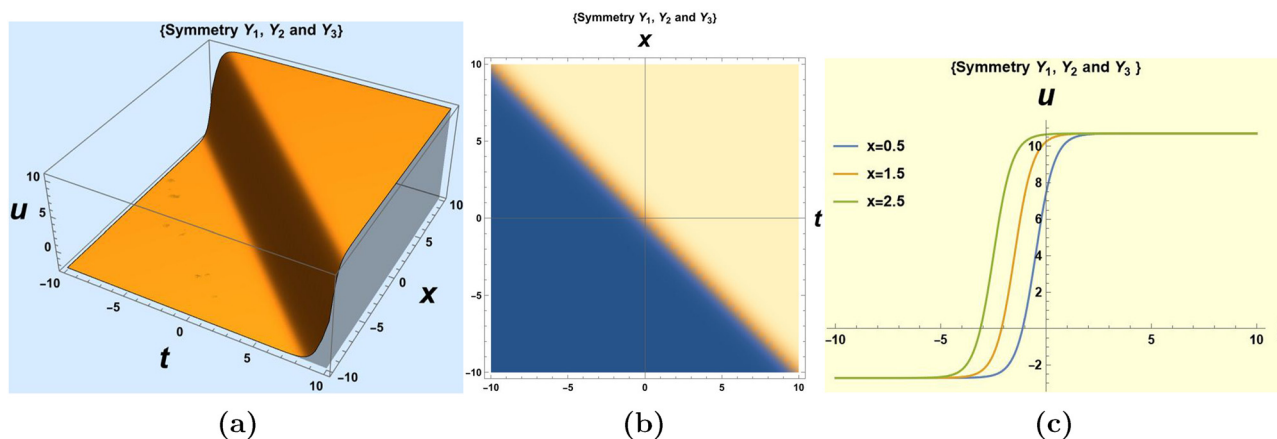 {Symmetry Y₁, Y₂ and Y₃}
10
5
u
0
−10
−5
0
t
5
10
−10
−5
0
x
5
10
(a)
{Symmetry Y₁, Y₂ and Y₃}
x
10
5
0
t
−5
−10
−10 −5 0 5 10
(b)
{Symmetry Y₁, Y₂ and Y₃ }
u
x=0.5
x=1.5
x=2.5
10
8
6
4
2
−10 −5 5 10
−2
(c)